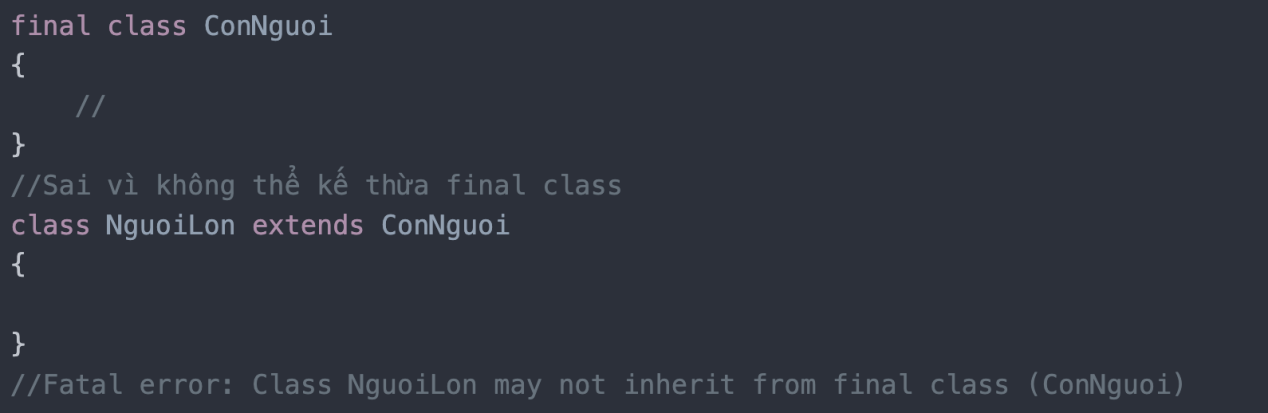 final class ConNguoi
{
    //
}
//Sai vì không thể kế thừa final class
class NguoiLon extends ConNguoi
{
}
//Fatal error: Class NguoiLon may not inherit from final class (ConNguoi)